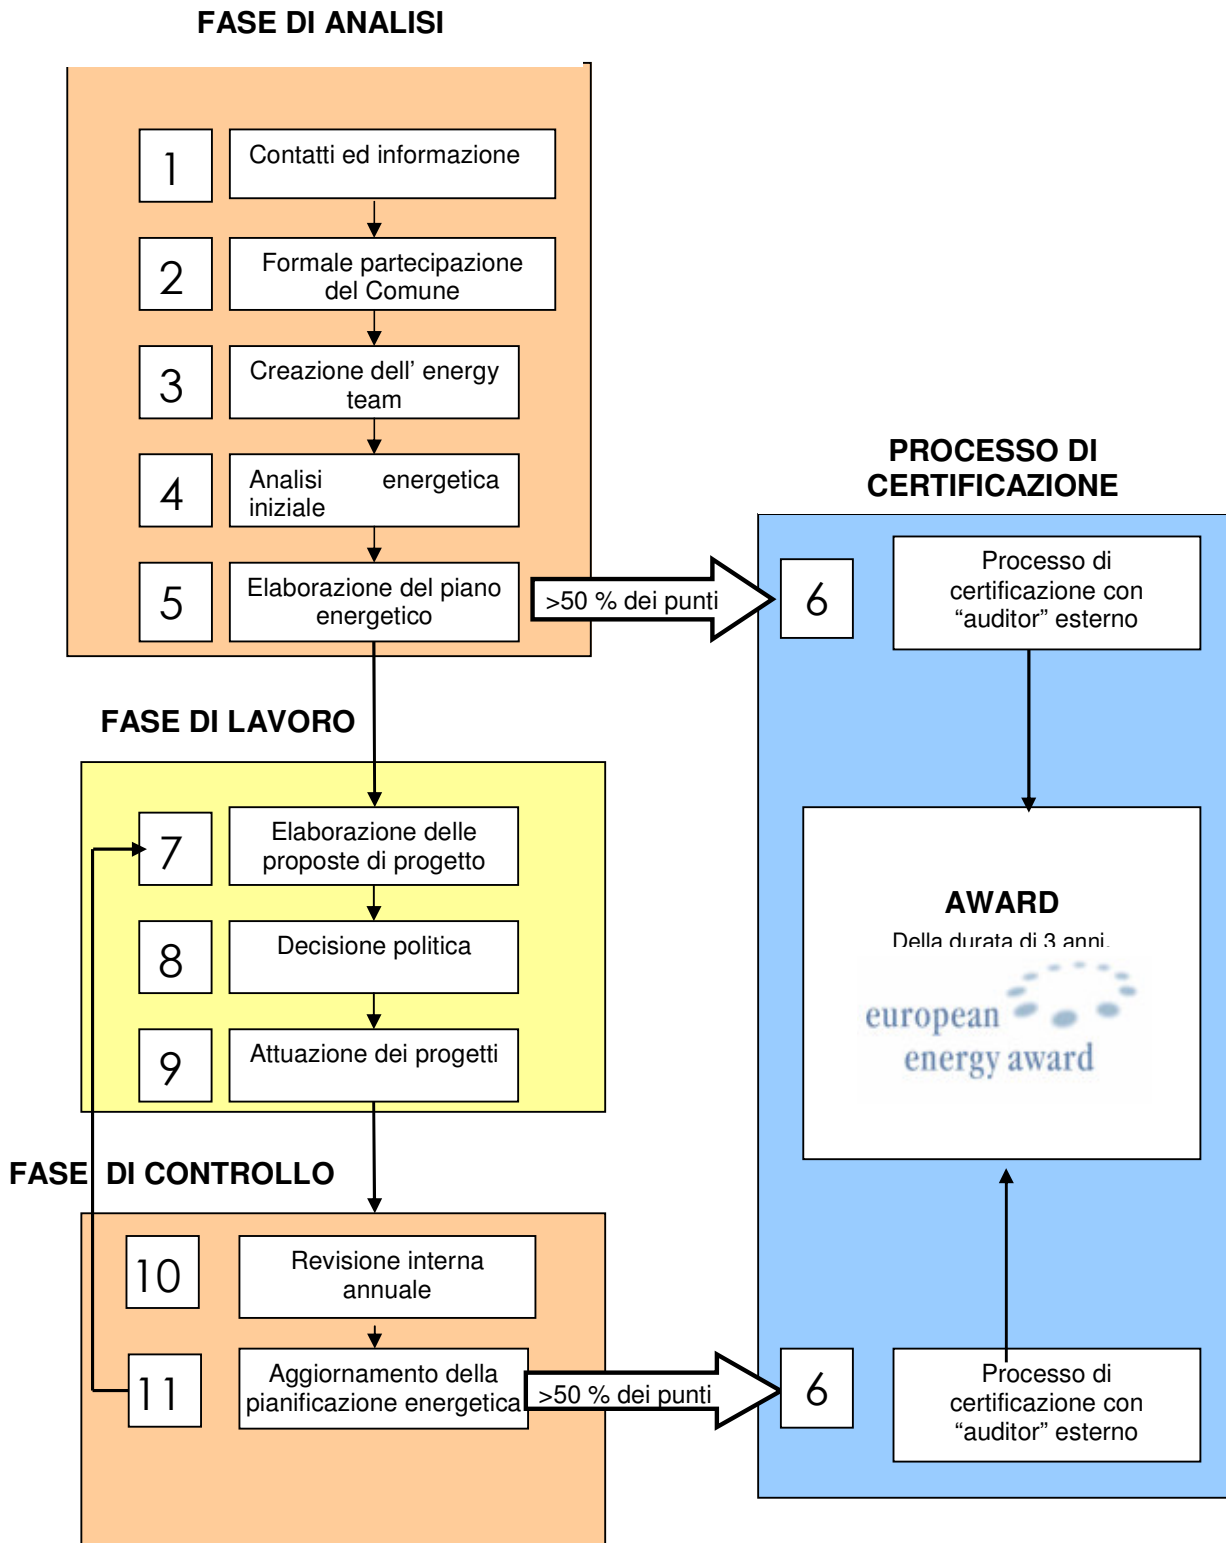 FASE DI ANALISI
1
Contatti ed informazione
2
Formale partecipazione
del Comune
3
Creazione dell' energy
team
4
Analisi energetica
iniziale
5
Elaborazione del piano
energetico
>50 % dei punti
PROCESSO DI
CERTIFICAZIONE
6
Processo di
certificazione con
“auditor” esterno
FASE DI LAVORO
7
Elaborazione delle
proposte di progetto
8
Decisione politica
9
Attuazione dei progetti
AWARD
Della durata di 3 anni.
european
energy award
FASE DI CONTROLLO
10
Revisione interna
annuale
11
Aggiornamento della
pianificazione energetica
>50 % dei punti
6
Processo di
certificazione con
“auditor” esterno